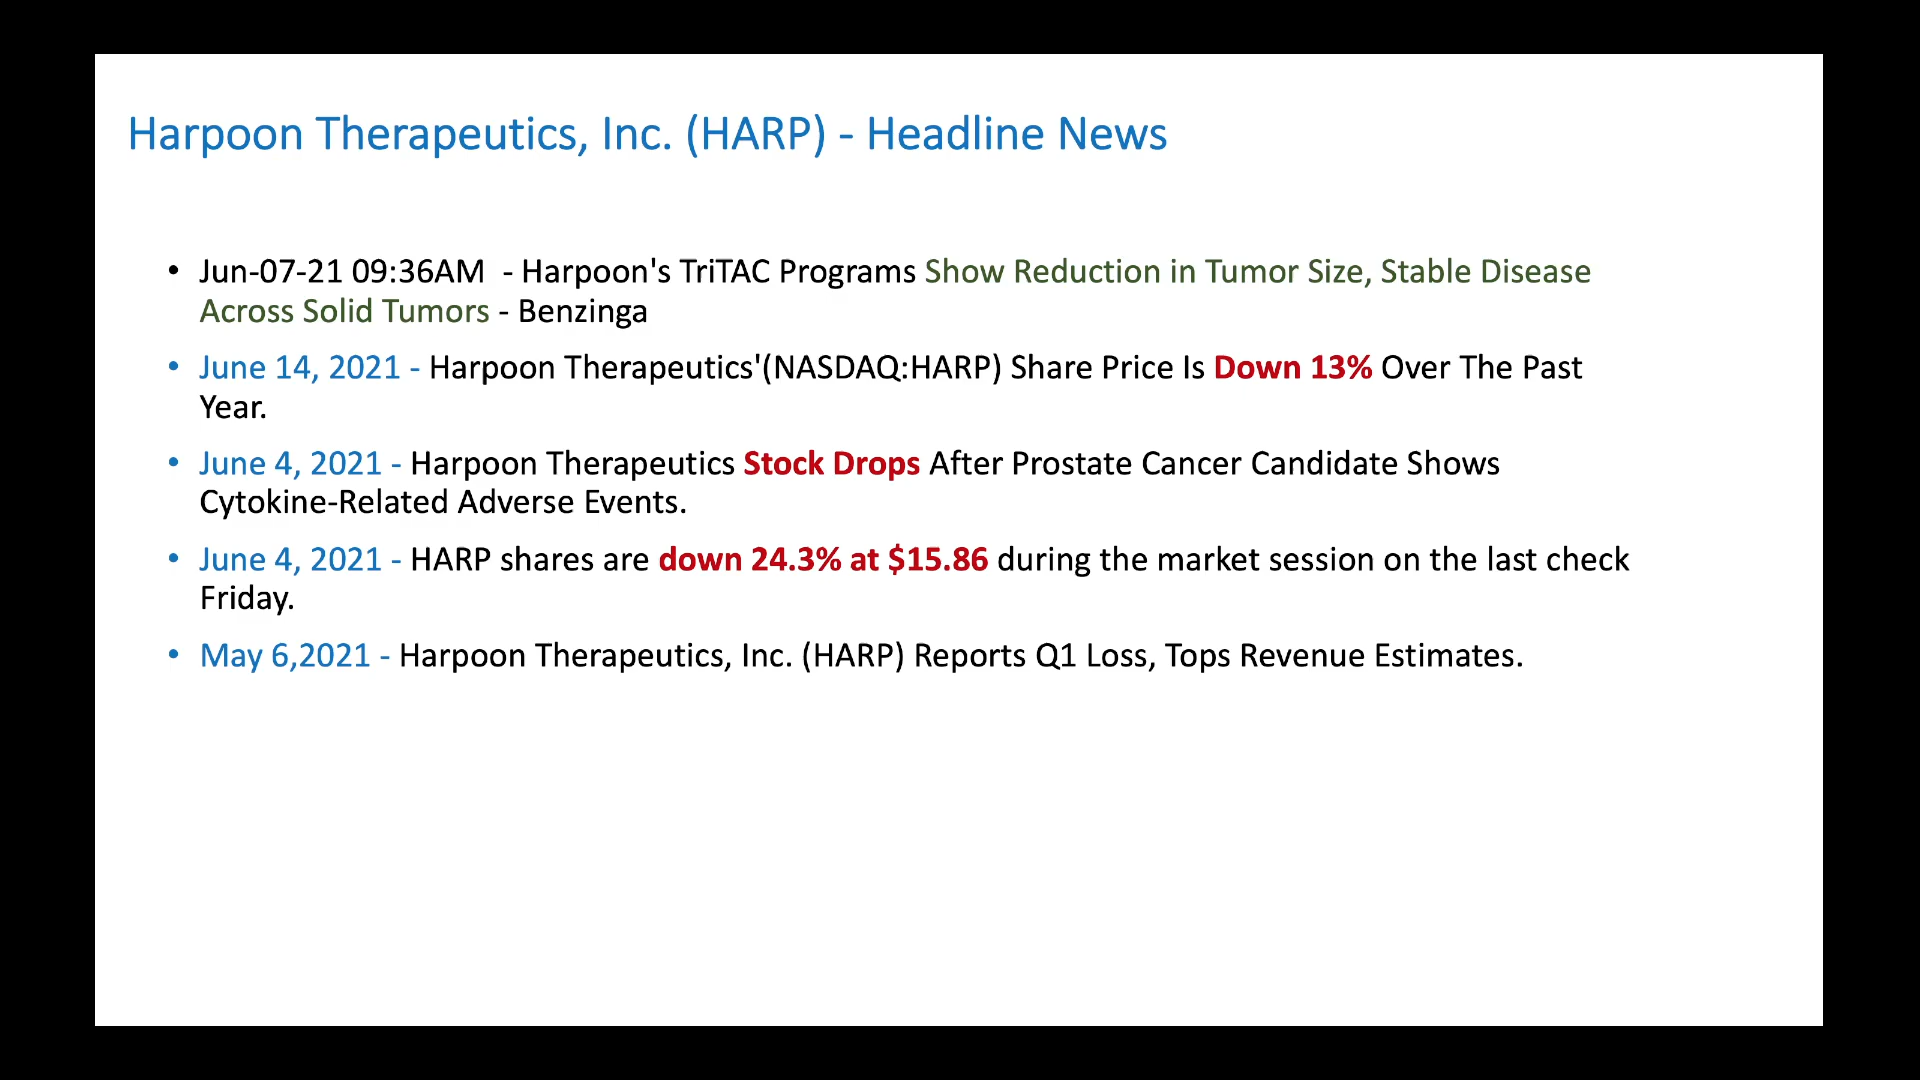 Harpoon Therapeutics, Inc. (HARP) - Headline News
• Jun-07-21 09:36AM  - Harpoon's TriTAC Programs Show Reduction in Tumor Size, Stable Disease
Across Solid Tumors - Benzinga
• June 14, 2021 - Harpoon Therapeutics'(NASDAQ:HARP) Share Price Is Down 13% Over The Past
Year.
• June 4, 2021 - Harpoon Therapeutics Stock Drops After Prostate Cancer Candidate Shows
Cytokine-Related Adverse Events.
• June 4, 2021 - HARP shares are down 24.3% at $15.86 during the market session on the last check
Friday.
• May 6,2021 - Harpoon Therapeutics, Inc. (HARP) Reports Q1 Loss, Tops Revenue Estimates.